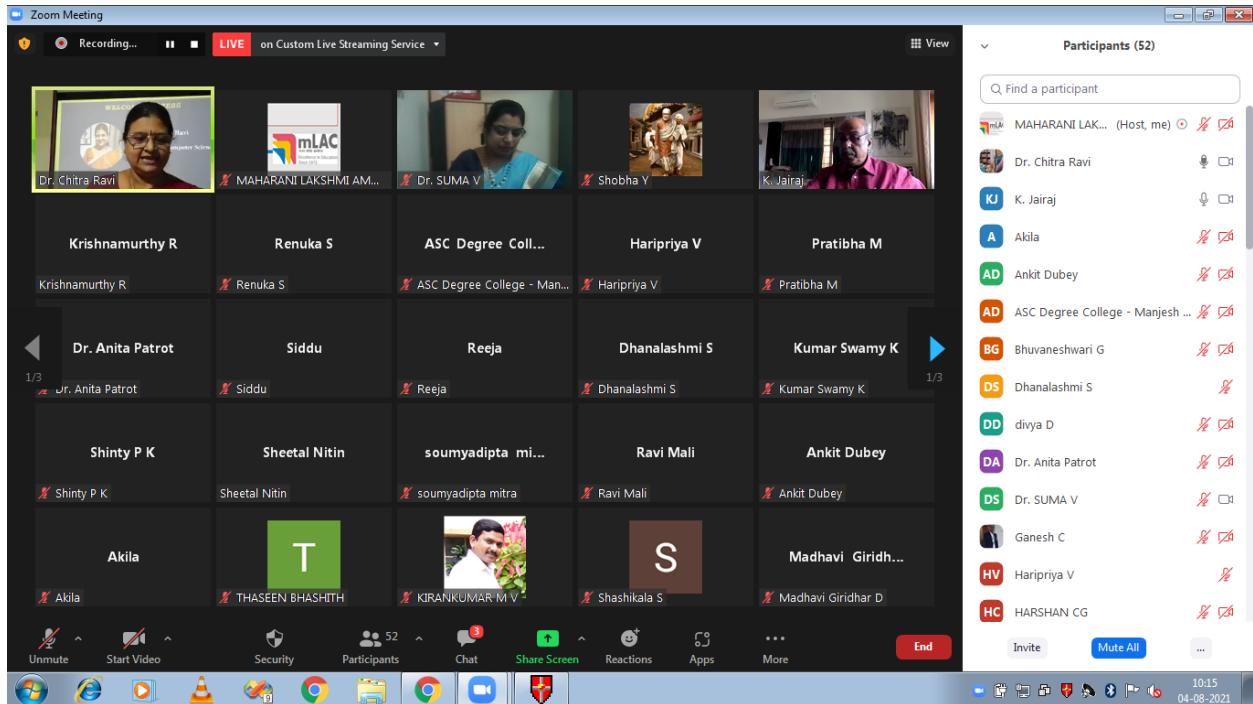 Zoom Meeting
Recording...
LIVE on Custom Live Streaming Service
View
WELCO
Ravi
mputer Scien
Dr. Chitra Ravi
mLAC
MAHARANI LAKSHMI AM...
Dr. SUMA V
Shobha Y
K. Jairaj
Krishnamurthy R
Krishnamurthy R
Renuka S
Renuka S
ASC Degree Coll...
ASC Degree College - Man...
Haripriya V
Haripriya V
Pratibha M
Pratibha M
1/3
Dr. Anita Patrot
Dr. Anita Patrot
Siddu
Siddu
Reeja
Reeja
Dhanalashmi S
Dhanalashmi S
Kumar Swamy K
Kumar Swamy K
1/3
Shinty P K
Shinty P K
Sheetal Nitin
Sheetal Nitin
soumyadipta mi...
soumyadipta mitra
Ravi Mali
Ravi Mali
Ankit Dubey
Ankit Dubey
Akila
Akila
T
THASEEN BHASHITH
KIRANKUMAR M V
S
Shashikala S
Madhavi Giridh...
Madhavi Giridhar D
Unmute
Start Video
Security
52
Participants
3
Chat
Share Screen
Reactions
Apps
More
End
Participants (52)
Find a participant
MAHARANI LAK... (Host, me)
Dr. Chitra Ravi
KJ K. Jairaj
A Akila
AD Ankit Dubey
AD ASC Degree College - Manjesh ...
BG Bhuvaneshwari G
DS Dhanalashmi S
DD divya D
DA Dr. Anita Patrot
DS Dr. SUMA V
Ganesh C
HV Haripriya V
HC HARSHAN CG
Invite
Mute All
...
10:15
04-08-2021